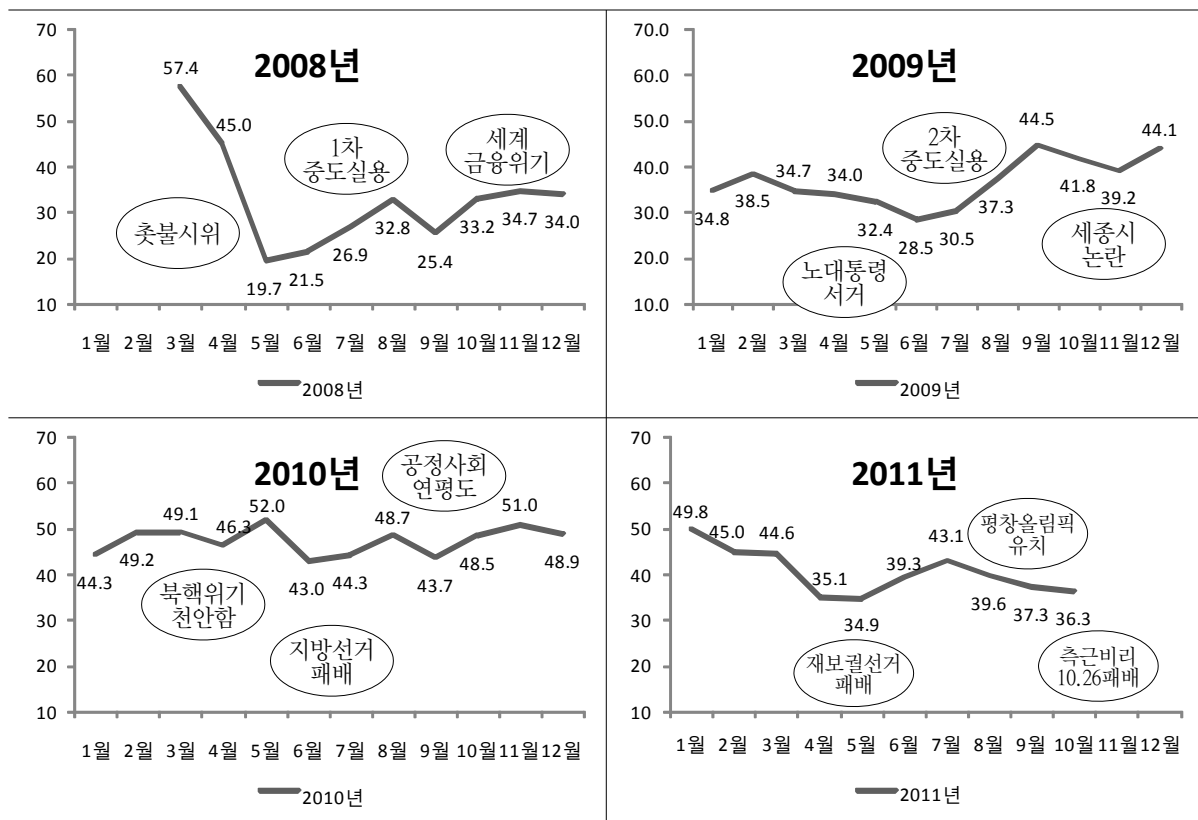 2008년
70
60
50
40
30
20
10
57.4
45.0
19.7
21.5
26.9
32.8
25.4
33.2
34.7
34.0
촛불시위
1차
중도실용
세계
금융위기
1월 2월 3월 4월 5월 6월 7월 8월 9월 10월 11월 12월
2008년
2009년
70.0
60.0
50.0
40.0
30.0
20.0
10.0
34.8
38.5
34.7
34.0
32.4
28.5
30.5
37.3
44.5
41.8
39.2
44.1
노대통령
서거
2차
중도실용
세종시
논란
1월 2월 3월 4월 5월 6월 7월 8월 9월 10월 11월 12월
2009년
2010년
70
60
50
40
30
20
10
44.3
49.2
49.1
46.3
52.0
43.0
44.3
48.7
43.7
48.5
51.0
48.9
북핵위기
천안함
지방선거
패배
공정사회
연평도
1월 2월 3월 4월 5월 6월 7월 8월 9월 10월 11월 12월
2010년
2011년
70
60
50
40
30
20
10
49.8
45.0
44.6
35.1
34.9
39.3
43.1
39.6
37.3
36.3
재보궐선거
패배
평창올림픽
유치
측근비리
10.26패배
1월 2월 3월 4월 5월 6월 7월 8월 9월 10월 11월 12월
2011년